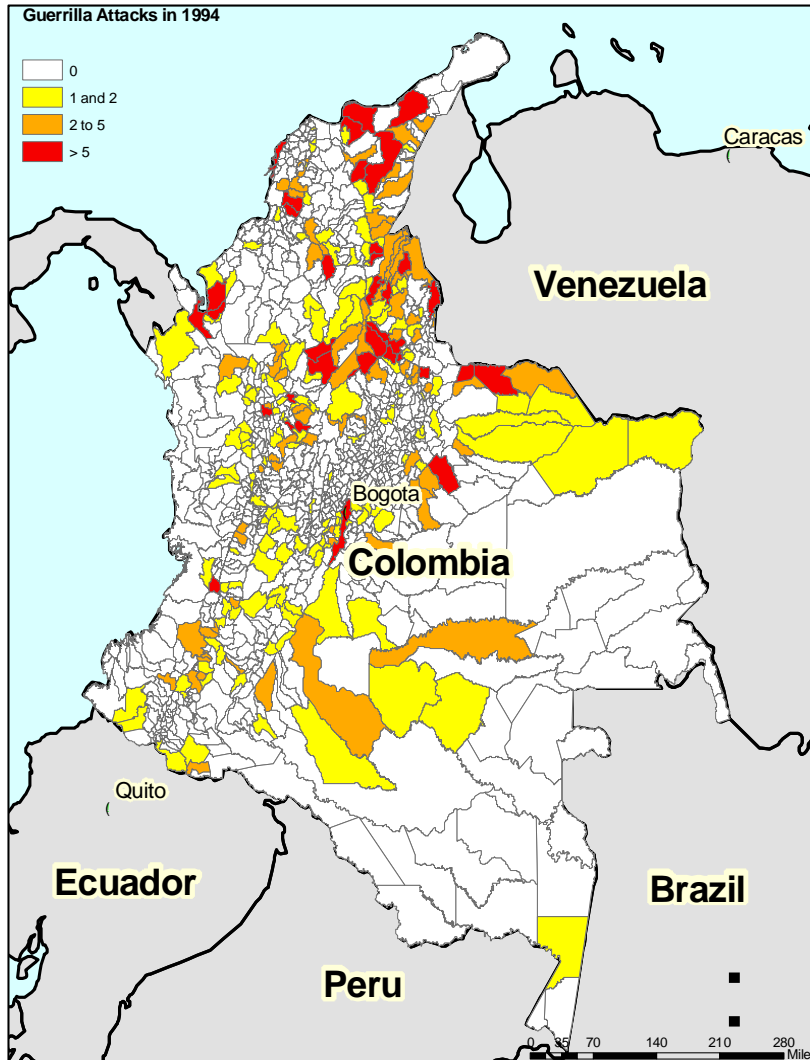 Guerrilla Attacks in 1994
0
1 and 2
2 to 5
> 5
Caracas
Venezuela
Bogota
Colombia
Quito
Ecuador
Brazil
Peru
0 35 70 140 210 280
Mile